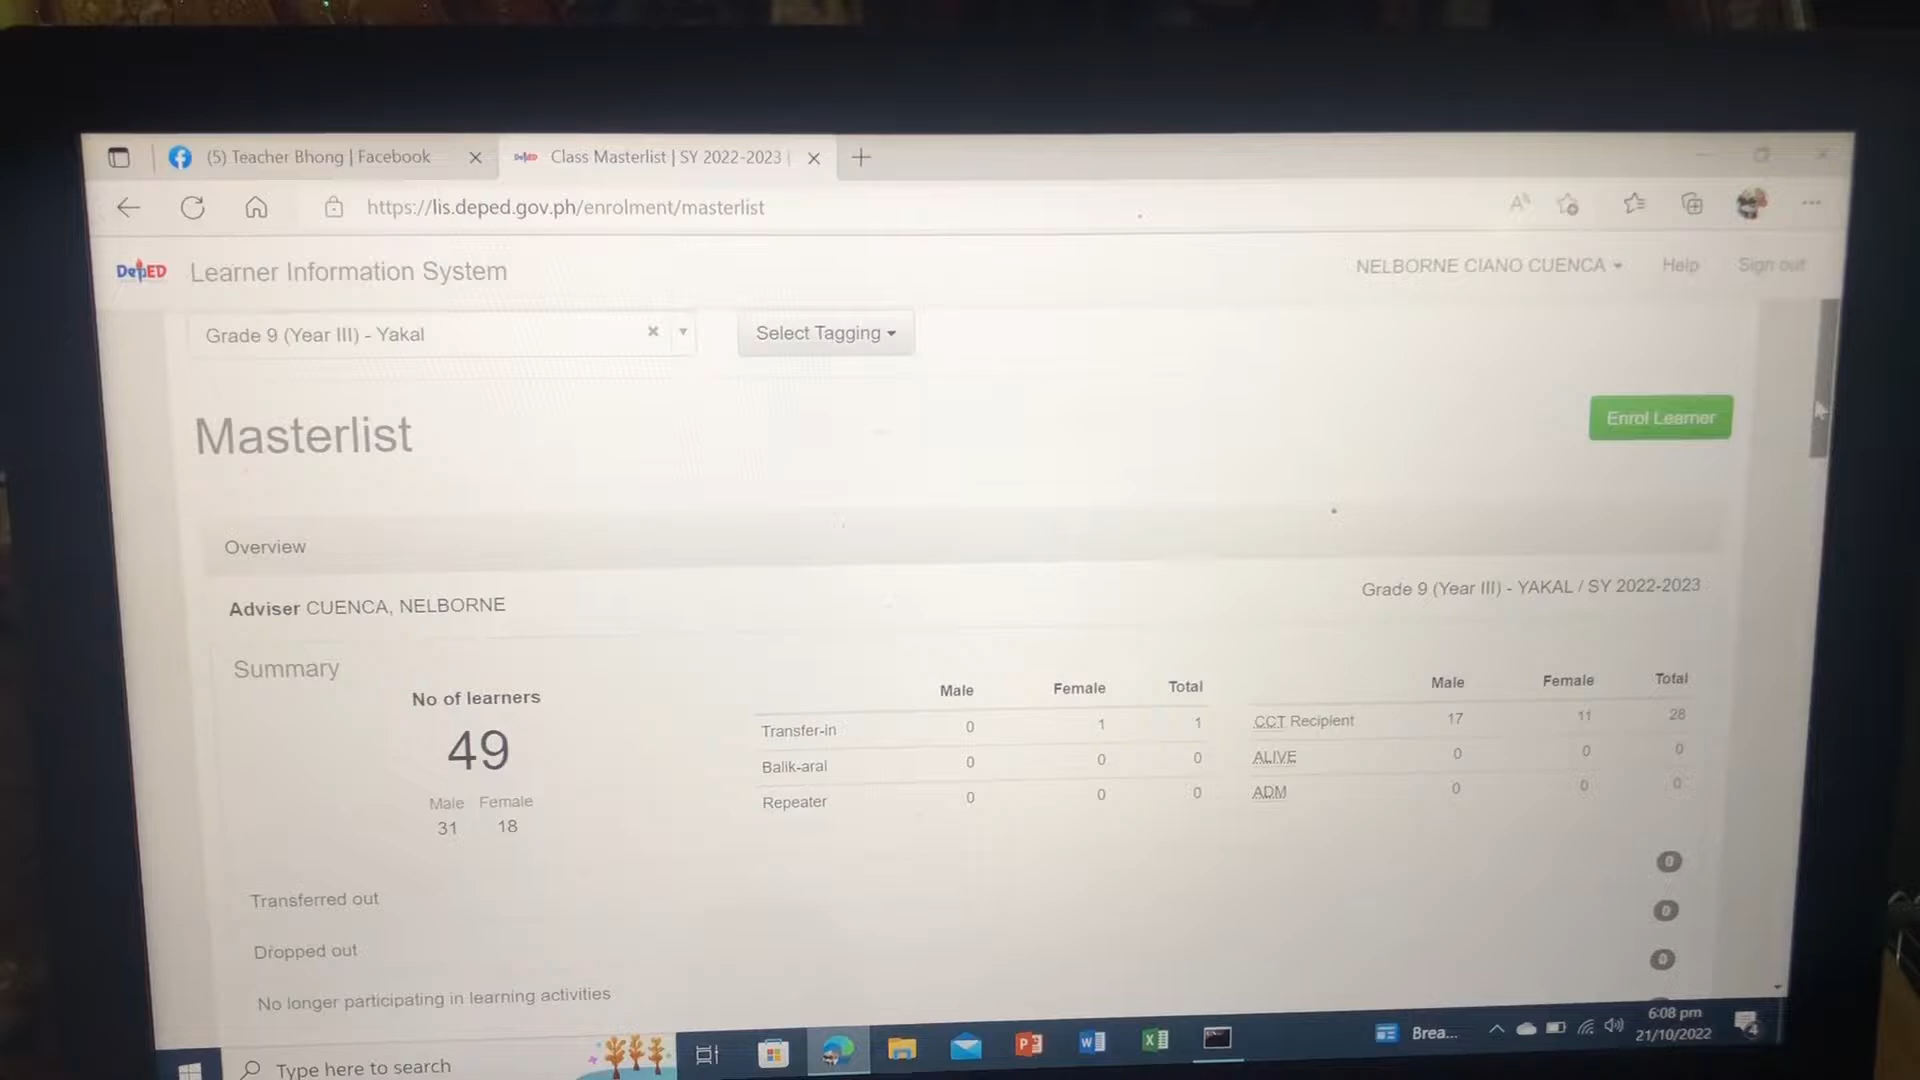 (5) Teacher Bhong | Facebook
DepED Class Masterlist | SY 2022-2023 |
https://lis.deped.gov.ph/enrolment/masterlist
DepED Learner Information System
NELBORNE CIANO CUENCA
Help
Sign out
Grade 9 (Year III) - Yakal
Select Tagging
Masterlist
Enrol Learner
Overview
Adviser CUENCA, NELBORNE
Grade 9 (Year III) - YAKAL / SY 2022-2023
Summary
No of learners
49
Male Female
31 18
Male Female Total
Transfer-in 0 1 1
Balik-aral 0 0 0
Repeater 0 0 0
Male Female Total
CCT Recipient 17 11 28
ALIVE 0 0 0
ADM 0 0 0
0
Transferred out 0
Dropped out 0
No longer participating in learning activities
Type here to search
Brea...
6:08 pm
21/10/2022
4